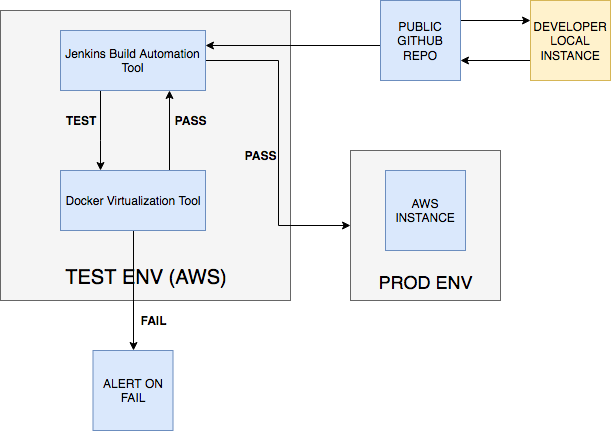 Jenkins Build Automation
Tool
PUBLIC
GITHUB
REPO
DEVELOPER
LOCAL
INSTANCE
TEST
PASS
PASS
Docker Virtualization Tool
AWS
INSTANCE
TEST ENV (AWS)
PROD ENV
FAIL
ALERT ON
FAIL